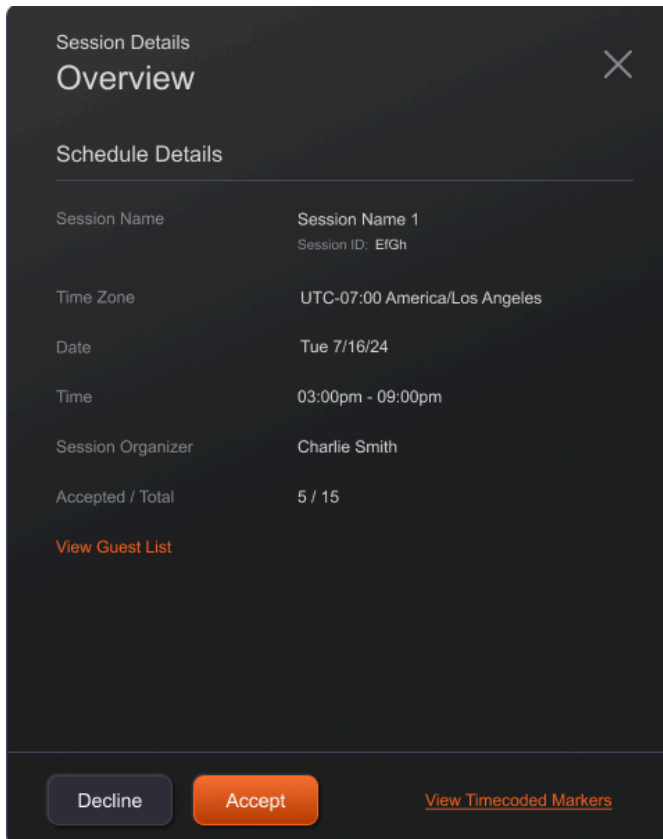 Session Details
Overview
Schedule Details
Session Name Session Name 1
Session ID: EfGh
Time Zone UTC-07:00 America/Los Angeles
Date Tue 7/16/24
Time 03:00pm - 09:00pm
Session Organizer Charlie Smith
Accepted / Total 5 / 15
View Guest List
Decline Accept View Timecoded Markers